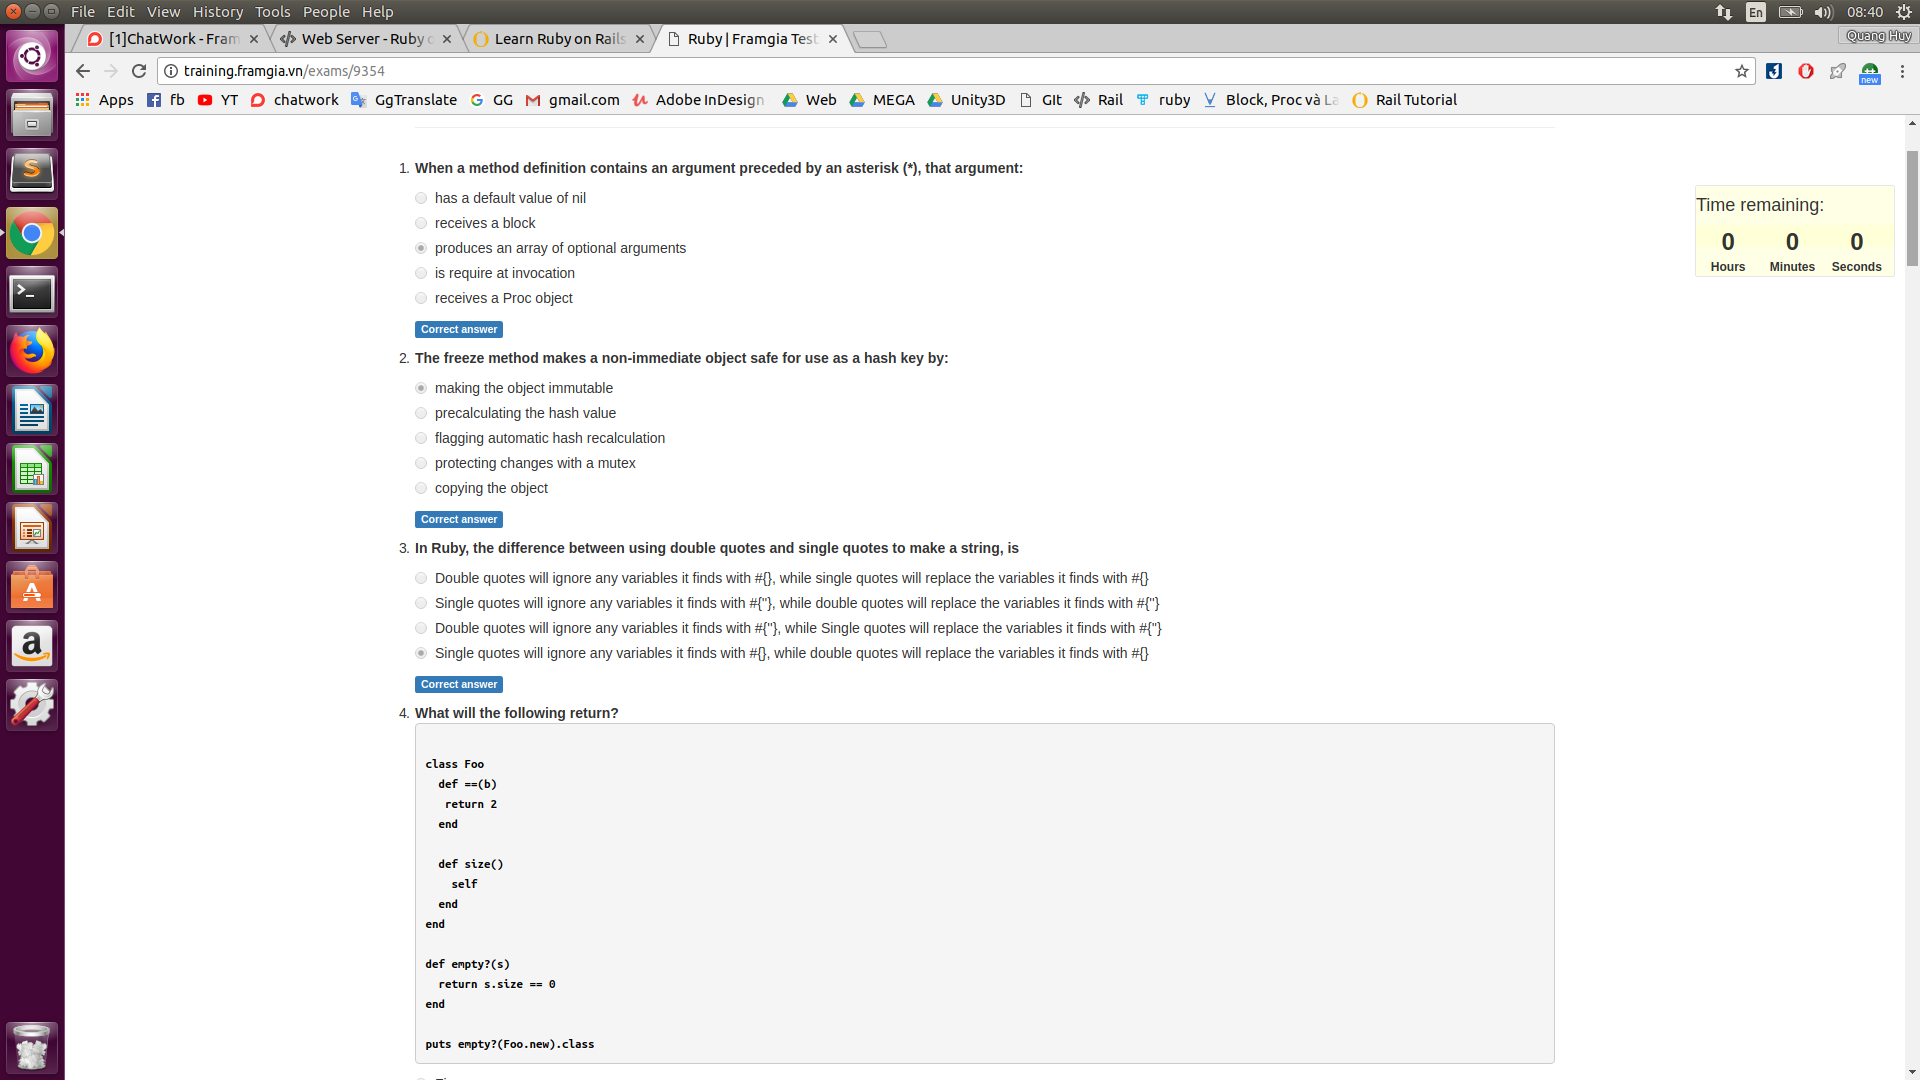 File Edit View History Tools People Help
En 08:40
[1]ChatWork - Fram
Web Server - Ruby
Learn Ruby on Rails
Ruby | Framgia Test
Quang Huy
training.framgia.vn/exams/9354
new
Apps fb YT chatwork GgTranslate GG gmail.com Adobe InDesign Web MEGA Unity3D GIt Rail ruby Block, Proc và La Rail Tutorial
1. When a method definition contains an argument preceded by an asterisk (*), that argument:
has a default value of nil
receives a block
produces an array of optional arguments
is require at invocation
receives a Proc object
Correct answer
Time remaining:
0 0 0
Hours Minutes Seconds
2. The freeze method makes a non-immediate object safe for use as a hash key by:
making the object immutable
precalculating the hash value
flagging automatic hash recalculation
protecting changes with a mutex
copying the object
Correct answer
3. In Ruby, the difference between using double quotes and single quotes to make a string, is
Double quotes will ignore any variables it finds with #{}, while single quotes will replace the variables it finds with #{}
Single quotes will ignore any variables it finds with #{"}, while double quotes will replace the variables it finds with #{"}
Double quotes will ignore any variables it finds with #{"}, while Single quotes will replace the variables it finds with #{"}
Single quotes will ignore any variables it finds with #{}, while double quotes will replace the variables it finds with #{}
Correct answer
4. What will the following return?
class Foo
def ==(b)
return 2
end
def size()
self
end
end
def empty?(s)
return s.size == 0
end
puts empty?(Foo.new).class